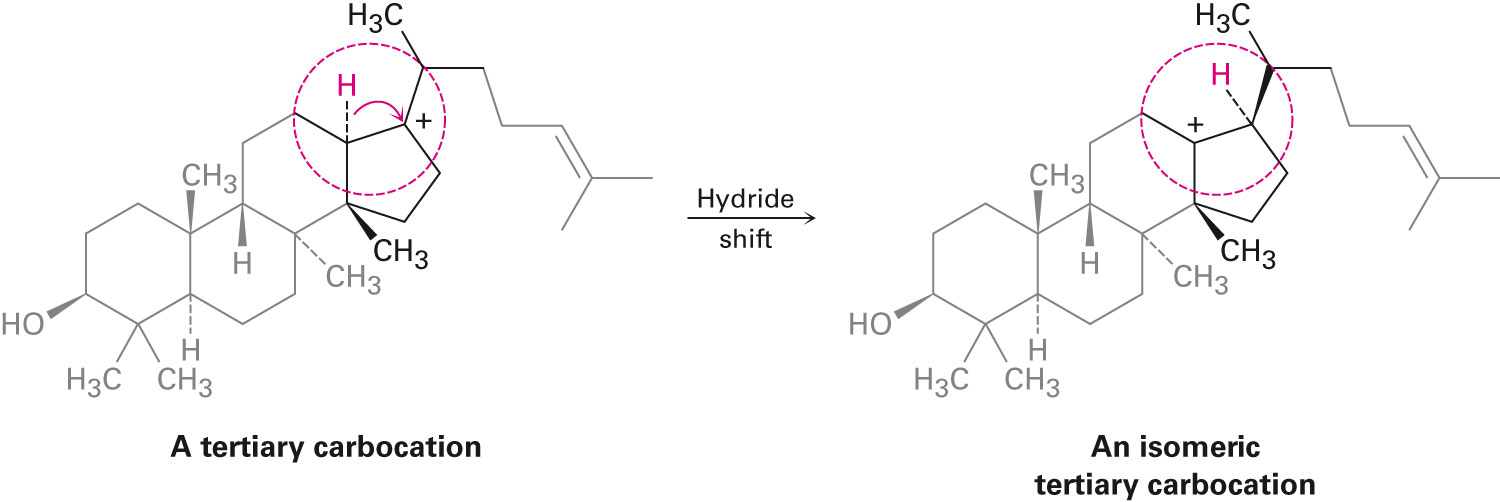 H₃C
H
+
CH₃
H
CH₃
CH₃
HO
H
H₃C
CH₃
A tertiary carbocation
Hydride
shift
H₃C
H
+
CH₃
H
CH₃
CH₃
HO
H
H₃C
CH₃
An isomeric
tertiary carbocation